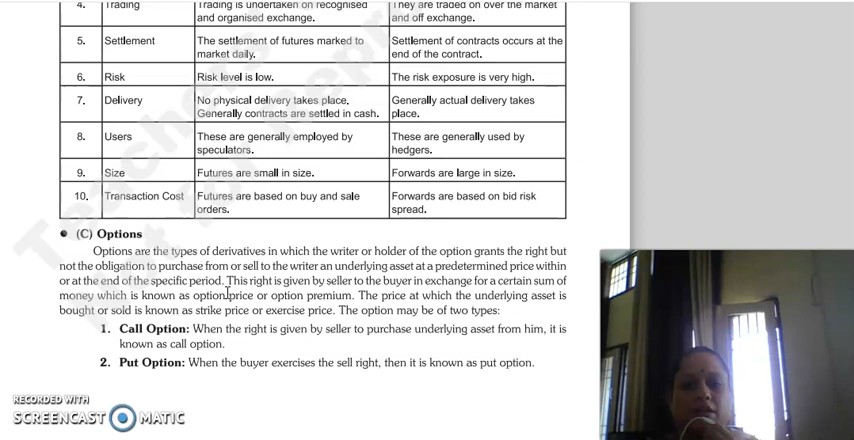 4. Trading Trading is undertaken on recognised They are traded on over the market
and organised exchange. and off exchange.
5. Settlement The settlement of futures marked to Settlement of contracts occurs at the
market daily. end of the contract.
6. Risk Risk level is low. The risk exposure is very high.
7. Delivery No physical delivery takes place. Generally actual delivery takes
Generally contracts are settled in cash. place.
8. Users These are generally employed by These are generally used by
speculators. hedgers.
9. Size Futures are small in size. Forwards are large in size.
10. Transaction Cost Futures are based on buy and sale Forwards are based on bid risk
orders. spread.
• (C) Options
Options are the types of derivatives in which the writer or holder of the option grants the right but
not the obligation to purchase from or sell to the writer an underlying asset at a predetermined price within
or at the end of the specific period. This right is given by seller to the buyer in exchange for a certain sum of
money which is known as option price or option premium. The price at which the underlying asset is
bought or sold is known as strike price or exercise price. The option may be of two types:
1. Call Option: When the right is given by seller to purchase underlying asset from him, it is
known as call option.
2. Put Option: When the buyer exercises the sell right, then it is known as put option.
RECORDED WITH
SCREENCAST MATIC